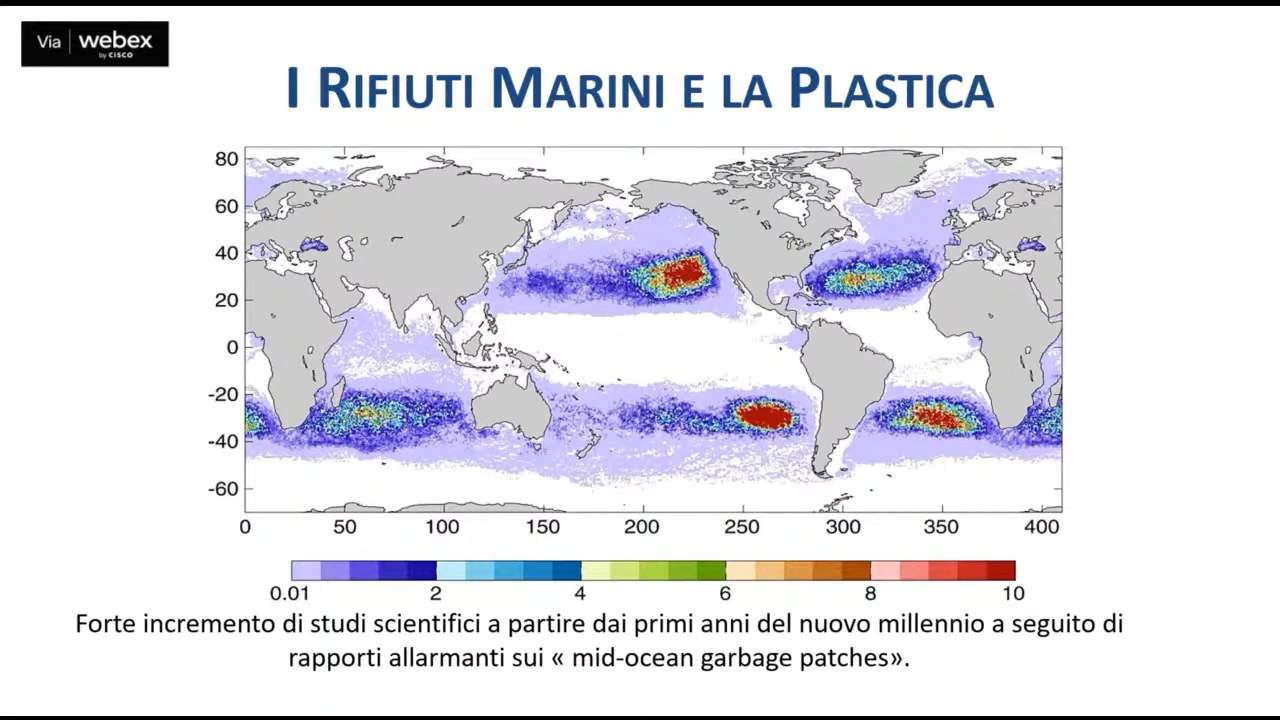 Via webex
by CISCO
I RIFIUTI MARINI E LA PLASTICA
80
60
40
20
0
-20
-40
-60
0 50 100 150 200 250 300 350 400
0.01 2 4 6 8 10
Forte incremento di studi scientifici a partire dai primi anni del nuovo millennio a seguito di
rapporti allarmanti sui « mid-ocean garbage patches».